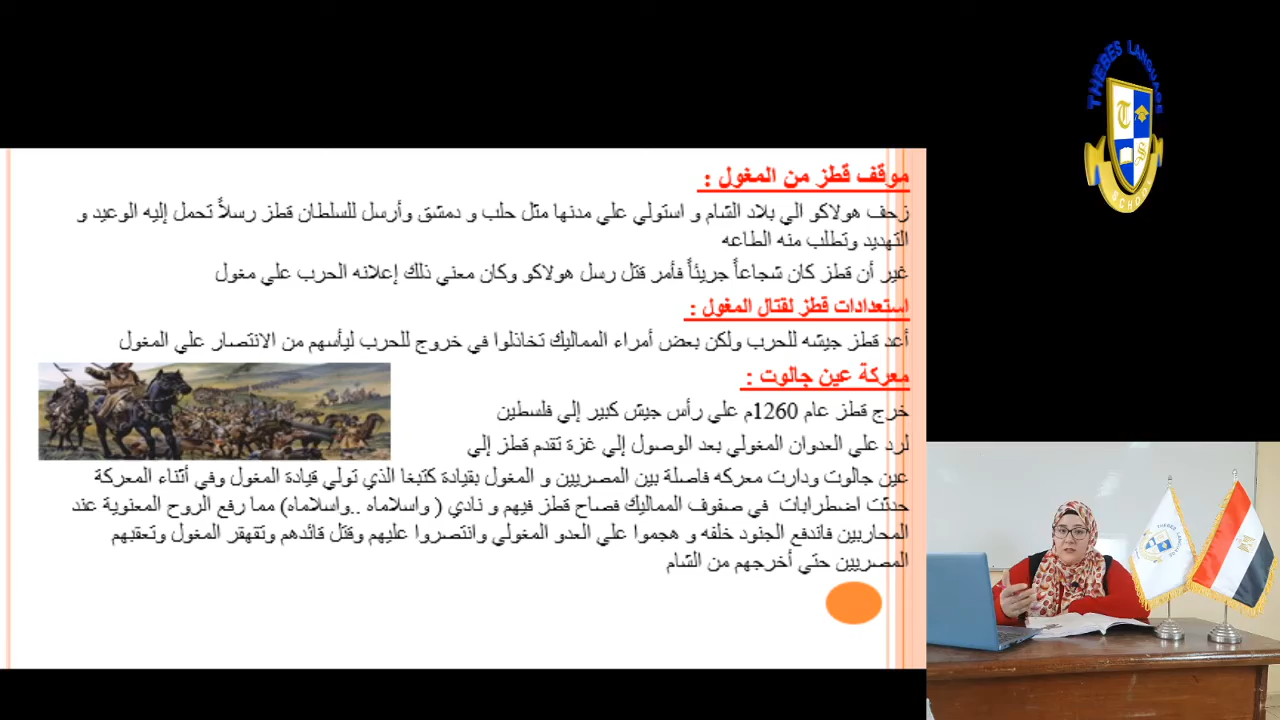 THEBES LANGUAGE
SCHOOL
موقف قطز من المغول :
زحف هولاكو الي بلاد الشام و استولي علي مدنها مثل حلب و دمشق وأرسل للسلطان قطز رسلاً تحمل إليه الوعيد و
التهديد وتطلب منه الطاعه
غير أن قطز كان شجاعاً جريئاً فأمر قتل رسل هولاكو وكان معني ذلك إعلانه الحرب علي مغول
استعدادات قطز لقتال المغول :
أعد قطز جيشه للحرب ولكن بعض أمراء المماليك تخاذلوا في خروج للحرب ليأسهم من الانتصار علي المغول
معركة عين جالوت :
خرج قطز عام 1260م علي رأس جيش كبير إلي فلسطين
لرد علي العدوان المغولي بعد الوصول إلي غزة تقدم قطز إلي
عين جالوت ودارت معركه فاصلة بين المصريين و المغول بقيادة كتبغا الذي تولي قيادة المغول وفي أثناء المعركة
حدثت اضطرابات في صفوف المماليك فصاح قطز فيهم و نادي ( واسلاماه ..واسلاماه) مما رفع الروح المعنوية عند
المحاربين فاندفع الجنود خلفه و هجموا علي العدو المغولي وانتصروا عليهم وقتل قائدهم وتقهقر المغول وتعقبهم
المصريين حتي أخرجهم من الشام